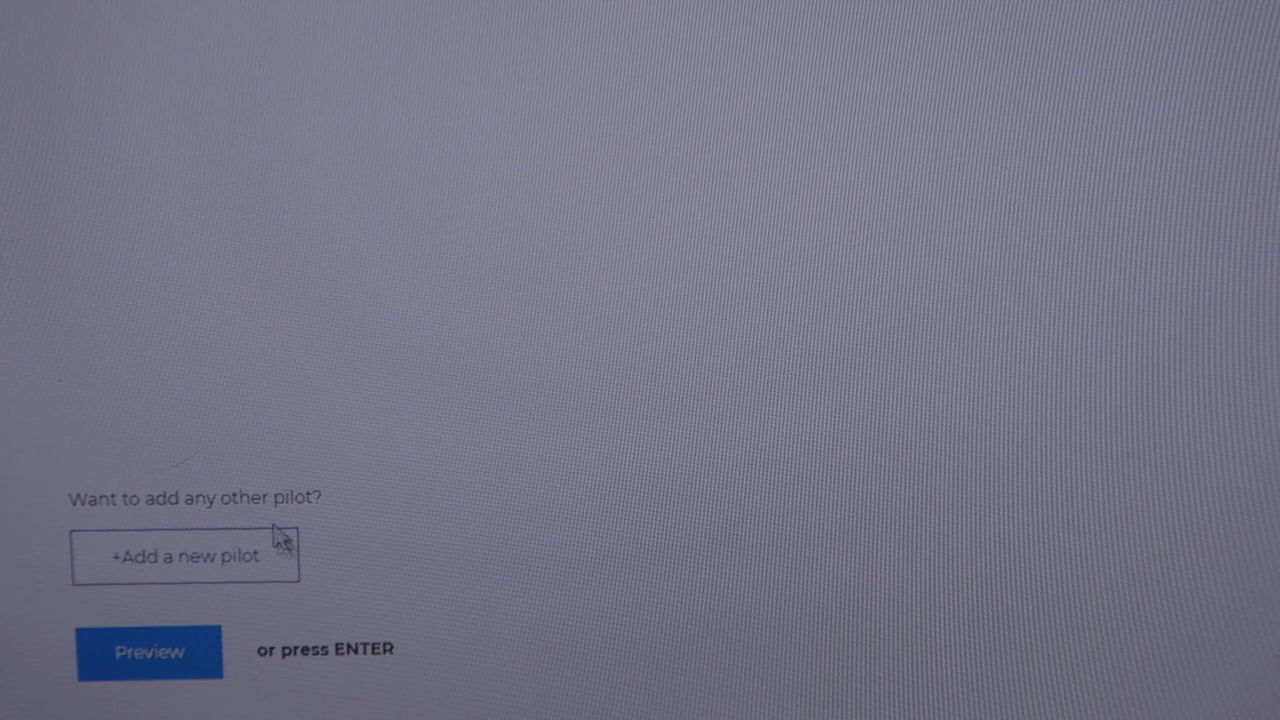 Want to add any other pilot?
+Add a new pilot
Preview
or press ENTER